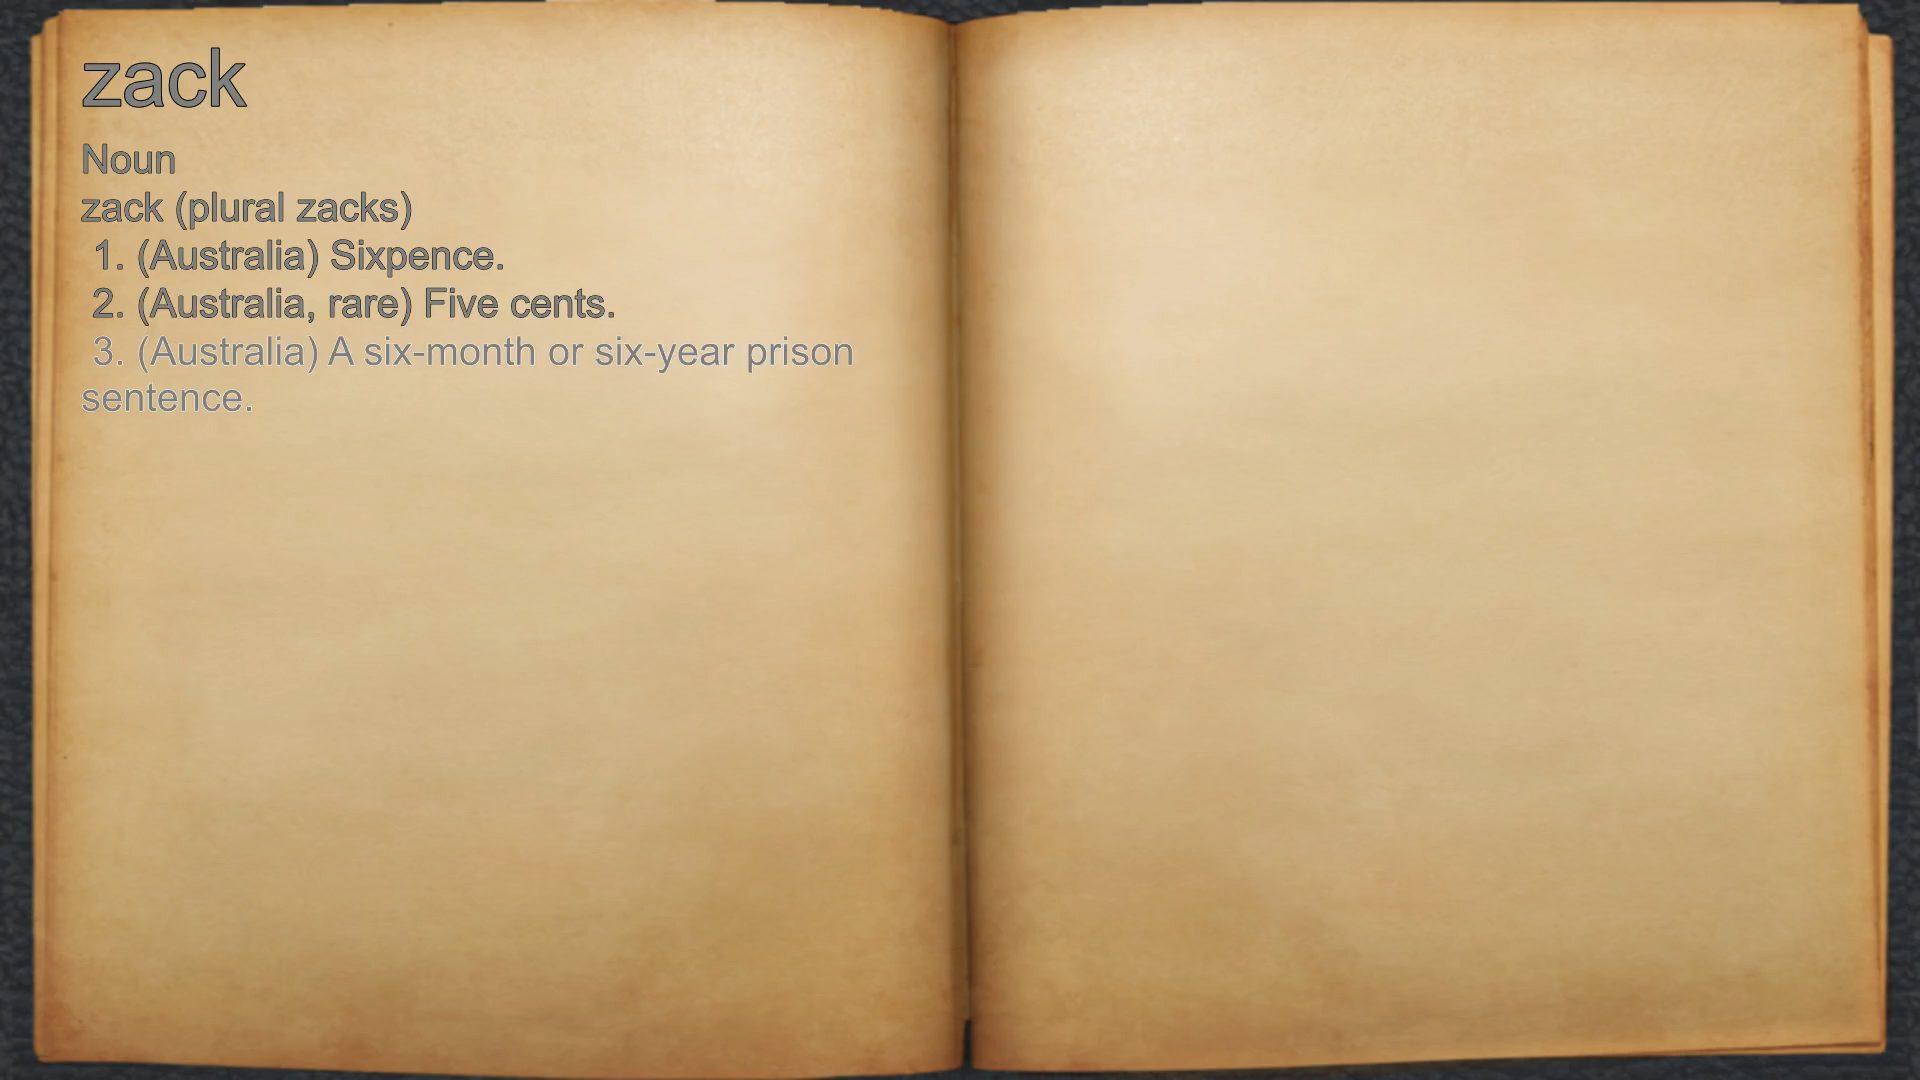 zack
Noun
zack (plural zacks)
1. (Australia) Sixpence.
2. (Australia, rare) Five cents.
3. (Australia) A six-month or six-year prison
sentence.